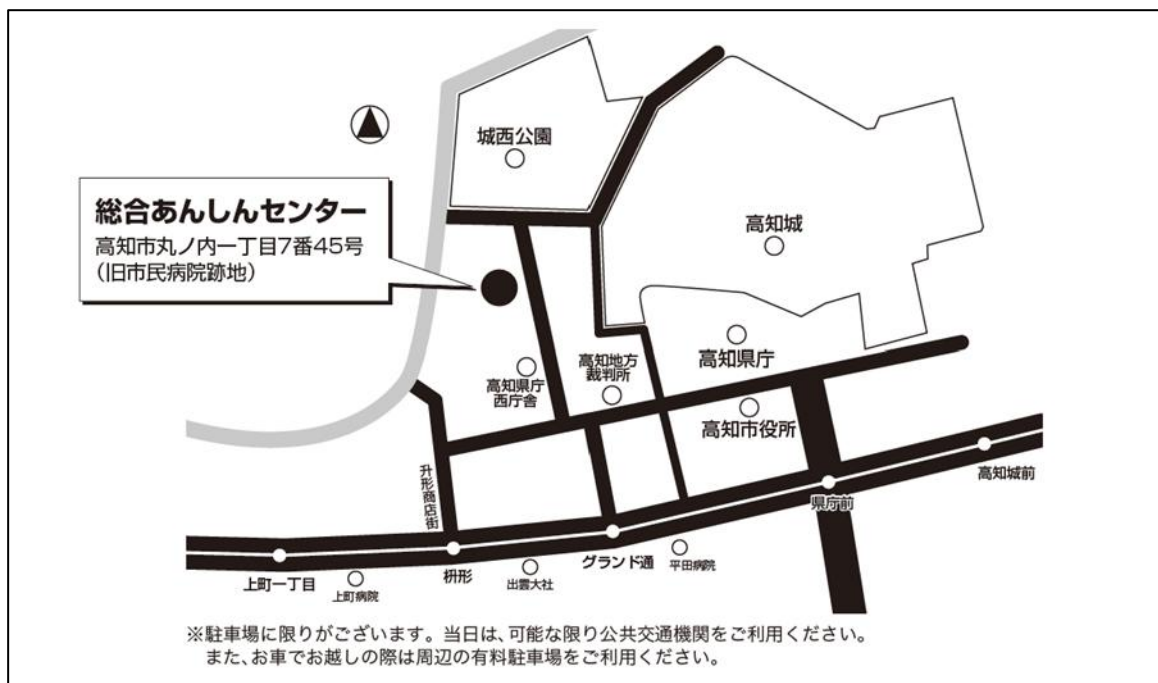 城西公園
総合あんしんセンター
高知市丸ノ内一丁目7番45号
（旧市民病院跡地）
高知城
高知県庁
高知地方
裁判所
高知県庁
西庁舎
高知市役所
升形商店街
高知城前
県庁前
グランド通
平田病院
枡形
出雲大社
上町一丁目
上町病院
※駐車場に限りがございます。当日は、可能な限り公共交通機関をご利用ください。
また、お車でお越しの際は周辺の有料駐車場をご利用ください。